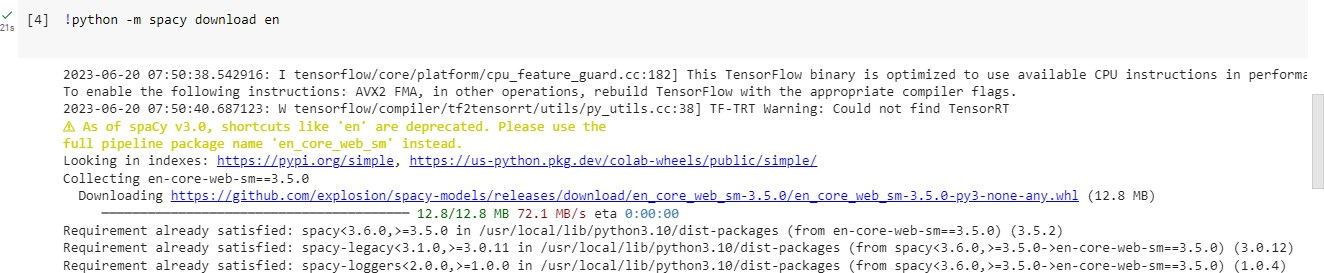 [4] !python -m spacy download en
21s
2023-06-20 07:50:38.542916: I tensorflow/core/platform/cpu_feature_guard.cc:182] This TensorFlow binary is optimized to use available CPU instructions in performa
To enable the following instructions: AVX2 FMA, in other operations, rebuild TensorFlow with the appropriate compiler flags.
2023-06-20 07:50:40.687123: W tensorflow/compiler/tf2tensorrt/utils/py_utils.cc:38] TF-TRT Warning: Could not find TensorRT
⚠ As of spaCy v3.0, shortcuts like 'en' are deprecated. Please use the
full pipeline package name 'en_core_web_sm' instead.
Looking in indexes: https://pypi.org/simple, https://us-python.pkg.dev/colab-wheels/public/simple/
Collecting en-core-web-sm==3.5.0
Downloading https://github.com/explosion/spacy-models/releases/download/en_core_web_sm-3.5.0/en_core_web_sm-3.5.0-py3-none-any.whl (12.8 MB)
12.8/12.8 MB 72.1 MB/s eta 0:00:00
Requirement already satisfied: spacy<3.6.0,>=3.5.0 in /usr/local/lib/python3.10/dist-packages (from en-core-web-sm==3.5.0) (3.5.2)
Requirement already satisfied: spacy-legacy<3.1.0,>=3.0.11 in /usr/local/lib/python3.10/dist-packages (from spacy<3.6.0,>=3.5.0->en-core-web-sm==3.5.0) (3.0.12)
Requirement already satisfied: spacy-loggers<2.0.0,>=1.0.0 in /usr/local/lib/python3.10/dist-packages (from spacy<3.6.0,>=3.5.0->en-core-web-sm==3.5.0) (1.0.4)